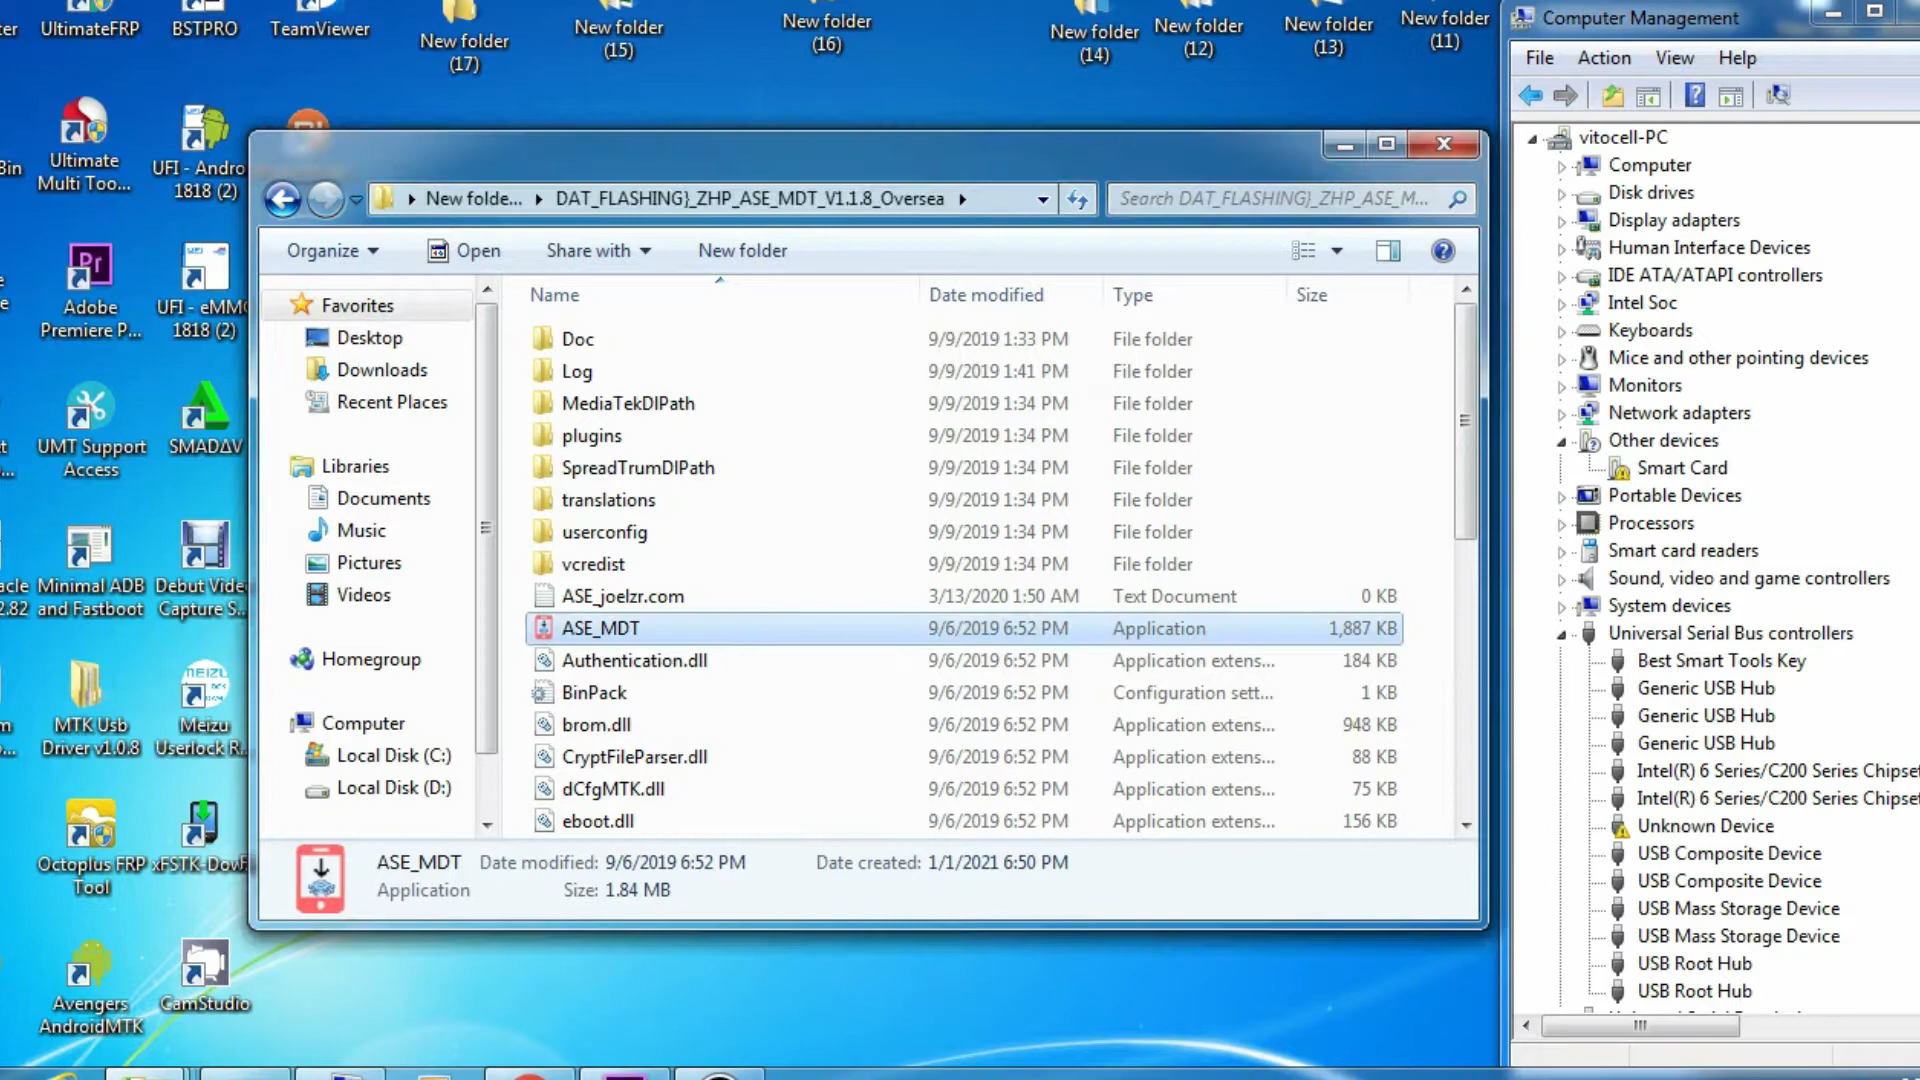 UltimateFRP
BSTPRO
TeamViewer
New folder
(17)
New folder
(15)
New folder
(16)
New folder
(14)
New folder
(12)
New folder
(13)
New folder
(11)
Ultimate
Multi Too...
UFI - Andro
1818 (2)
Adobe
Premiere P...
UFI - eMMC
1818 (2)
UMT Support
Access
SMADΔV
Minimal ADB
and Fastboot
Debut Vide
Capture S...
MTK Usb
Driver v1.0.8
MEIZU
Meizu
Userlock R...
Octoplus FRP
Tool
xFSTK-Dow
Avengers
AndroidMTK
CamStudio
New folde...
DAT_FLASHING}_ZHP_ASE_MDT_V1.1.8_Oversea
Search DAT_FLASHING}_ZHP_ASE_M...
Organize
Open
Share with
New folder
Favorites
Desktop
Downloads
Recent Places
Libraries
Documents
Music
Pictures
Videos
Homegroup
Computer
Local Disk (C:)
Local Disk (D:)
Name Date modified Type Size
Doc 9/9/2019 1:33 PM File folder
Log 9/9/2019 1:41 PM File folder
MediaTekDIPath 9/9/2019 1:34 PM File folder
plugins 9/9/2019 1:34 PM File folder
SpreadTrumDIPath 9/9/2019 1:34 PM File folder
translations 9/9/2019 1:34 PM File folder
userconfig 9/9/2019 1:34 PM File folder
vcredist 9/9/2019 1:34 PM File folder
ASE_joelzr.com 3/13/2020 1:50 AM Text Document 0 KB
ASE_MDT 9/6/2019 6:52 PM Application 1,887 KB
Authentication.dll 9/6/2019 6:52 PM Application extens... 184 KB
BinPack 9/6/2019 6:52 PM Configuration sett... 1 KB
brom.dll 9/6/2019 6:52 PM Application extens... 948 KB
CryptFileParser.dll 9/6/2019 6:52 PM Application extens... 88 KB
dCfgMTK.dll 9/6/2019 6:52 PM Application extens... 75 KB
eboot.dll 9/6/2019 6:52 PM Application extens... 156 KB
ASE_MDT Date modified: 9/6/2019 6:52 PM Date created: 1/1/2021 6:50 PM
Application Size: 1.84 MB
Computer Management
File Action View Help
vitocell-PC
Computer
Disk drives
Display adapters
Human Interface Devices
IDE ATA/ATAPI controllers
Intel Soc
Keyboards
Mice and other pointing devices
Monitors
Network adapters
Other devices
Smart Card
Portable Devices
Processors
Smart card readers
Sound, video and game controllers
System devices
Universal Serial Bus controllers
Best Smart Tools Key
Generic USB Hub
Generic USB Hub
Generic USB Hub
Intel(R) 6 Series/C200 Series Chipset
Intel(R) 6 Series/C200 Series Chipset
Unknown Device
USB Composite Device
USB Composite Device
USB Mass Storage Device
USB Mass Storage Device
USB Root Hub
USB Root Hub